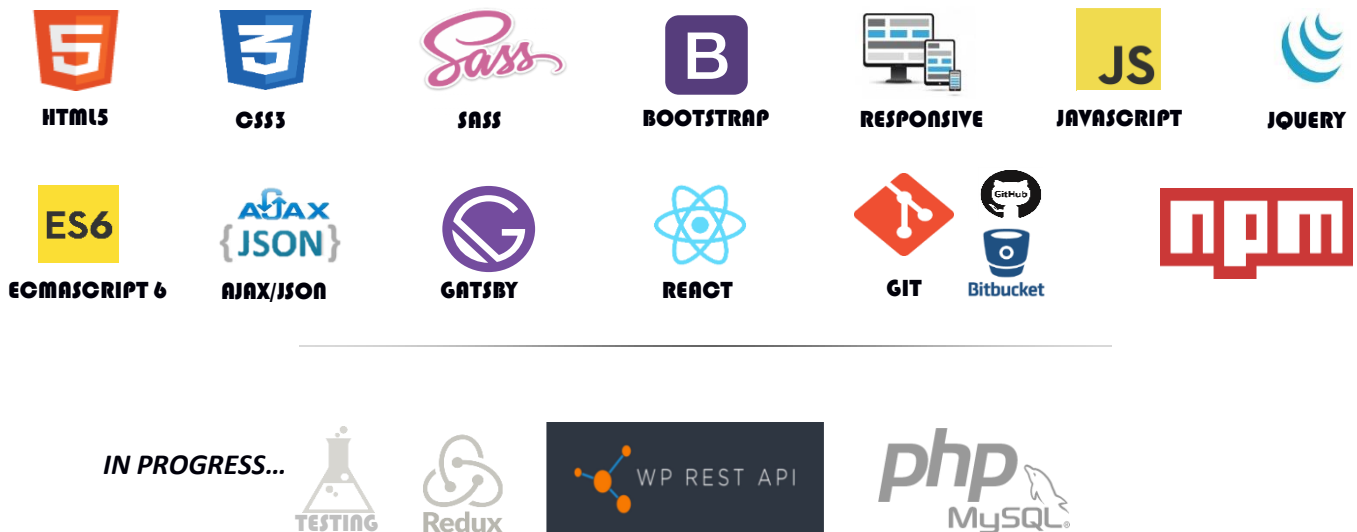 5
3
Sass
B
JS
HTML5
CSS3
SASS
BOOTSTRAP
RESPONSIVE
JAVASCRIPT
JQUERY
ES6
AJAX
{JSON}
GitHub
Bitbucket
npm
ECMASCRIPT 6
AJAX/JSON
GATSBY
REACT
GIT
IN PROGRESS...
TESTING
Redux
WP REST API
php
MySQL®